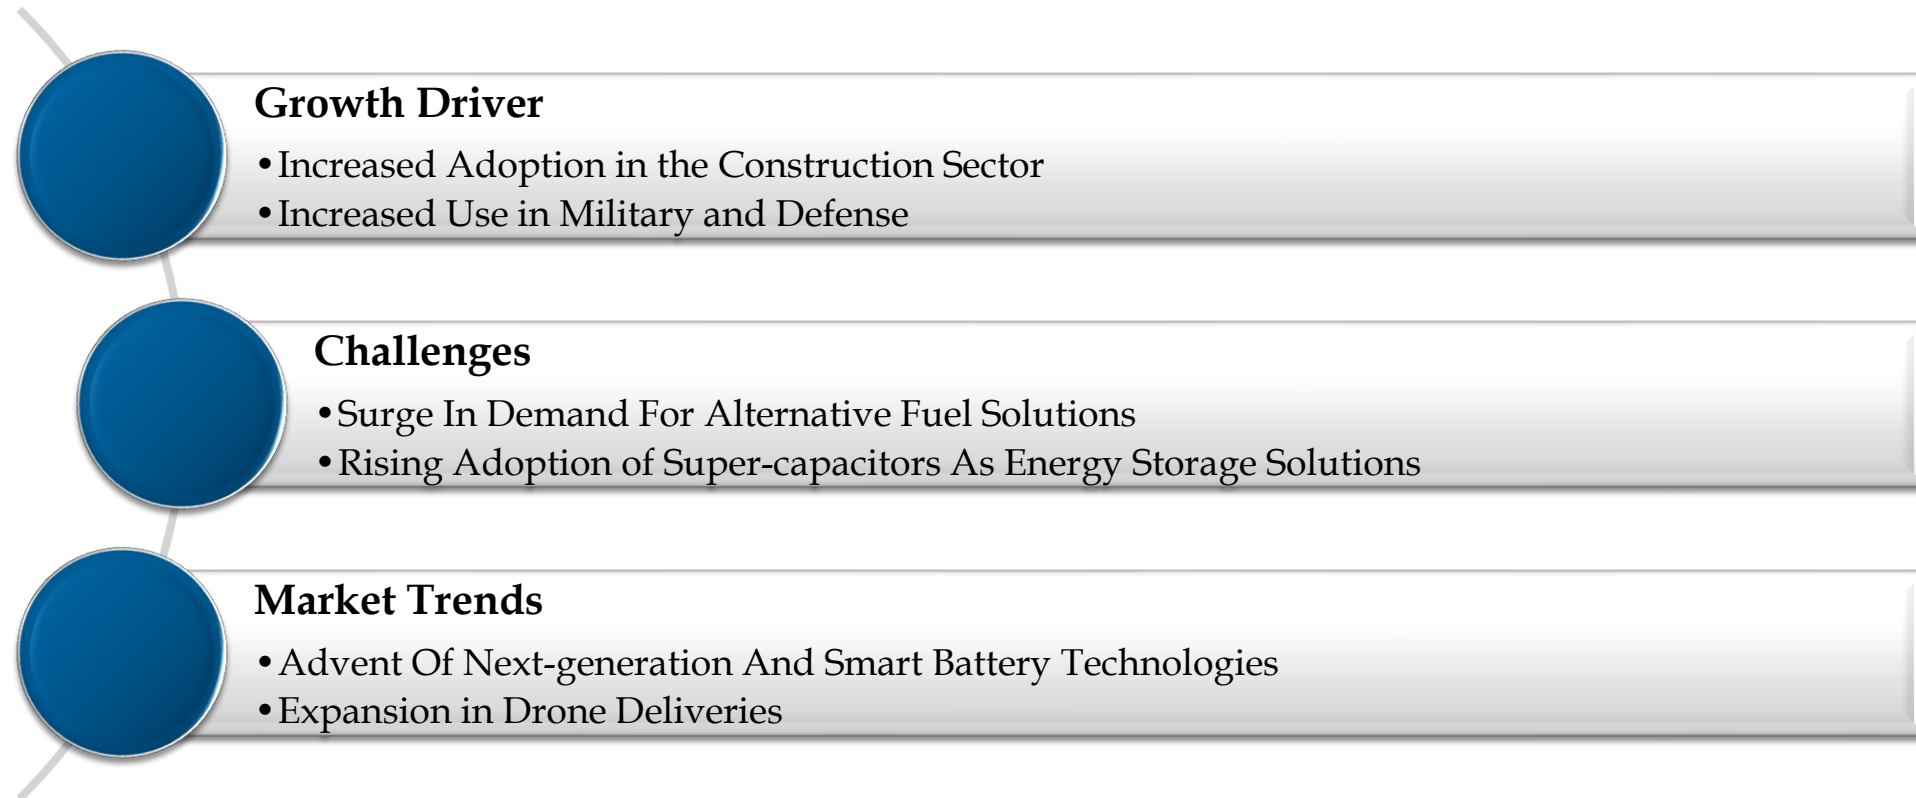 Growth Driver
•Increased Adoption in the Construction Sector
•Increased Use in Military and Defense
Challenges
•Surge In Demand For Alternative Fuel Solutions
•Rising Adoption of Super-capacitors As Energy Storage Solutions
Market Trends
•Advent Of Next-generation And Smart Battery Technologies
•Expansion in Drone Deliveries